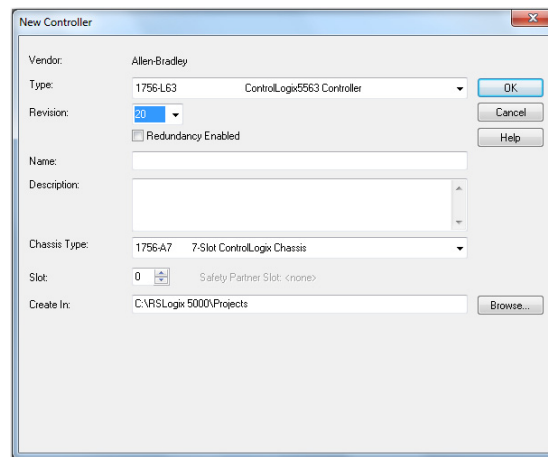 New Controller
Vendor: Allen-Bradley
Type: 1756-L63 ControlLogix5563 Controller
OK
Revision: 20
Cancel
Redundancy Enabled
Help
Name:
Description:
Chassis Type: 1756-A7 7-Slot ControlLogix Chassis
Slot: 0 Safety Partner Slot: <none>
Create In: C:\RSLogix 5000\Projects
Browse...